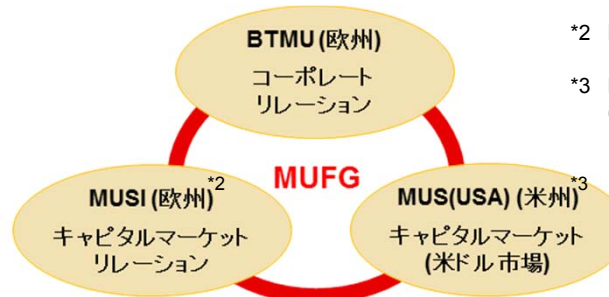 BTMU (欧州)
コーポレート
リレーション
*2
*3
MUFG
MUSI (欧州)*2
キャピタルマーケット
リレーション
MUS(USA) (米州)*3
キャピタルマーケット
(米ドル市場)